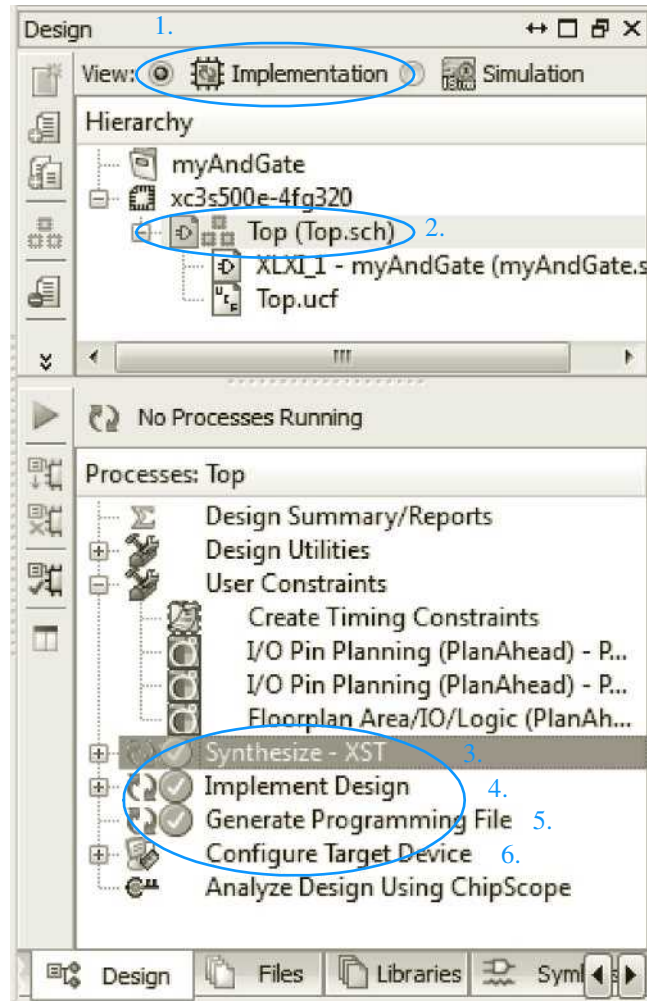 Design 1.
View: Implementation Simulation
Hierarchy
myAndGate
xc3s500e-4fg320
Top (Top.sch) 2.
XLXI_1 - myAndGate (myAndGate.s
Top.ucf
No Processes Running
Processes: Top
Design Summary/Reports
Design Utilities
User Constraints
Create Timing Constraints
I/O Pin Planning (PlanAhead) - P...
I/O Pin Planning (PlanAhead) - P...
Floorplan Area/IO/Logic (PlanAh...
Synthesize - XST 3.
Implement Design 4.
Generate Programming File 5.
Configure Target Device 6.
Analyze Design Using ChipScope
Design Files Libraries Syml